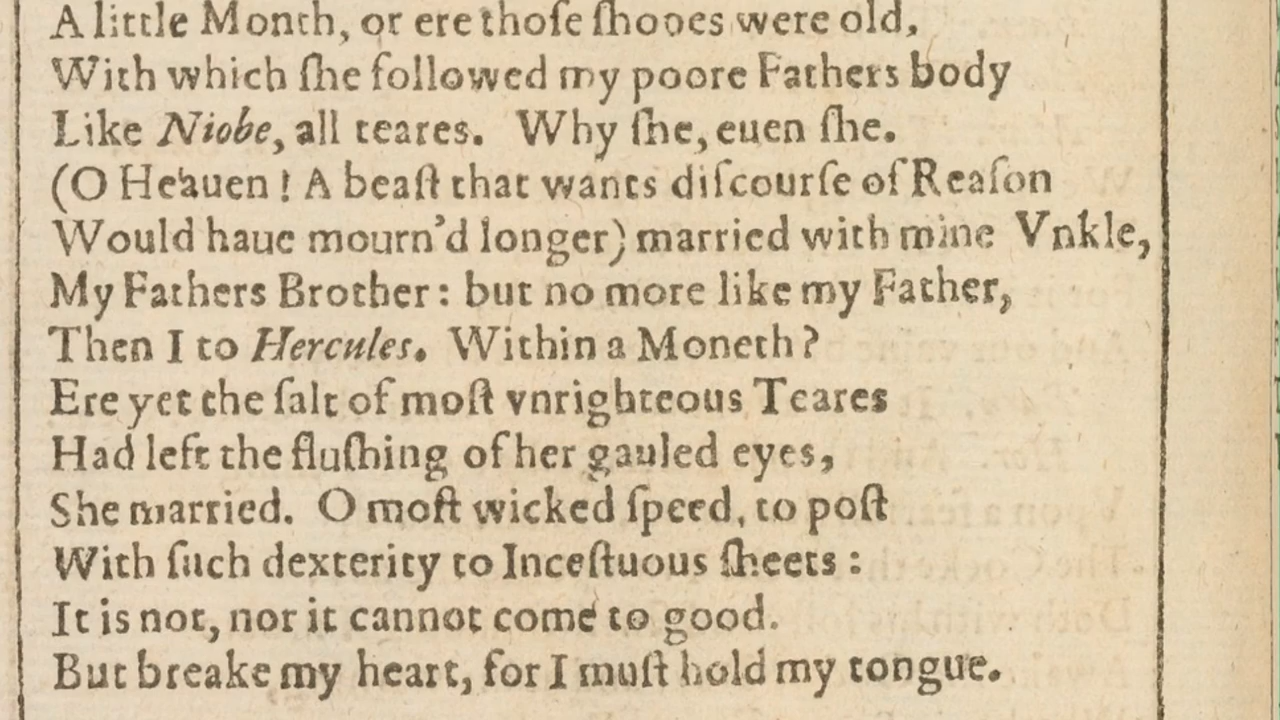 A little Month, or ere thoſe ſhooes were old,
With which ſhe followed my poore Fathers body
Like Niobe, all teares. Why ſhe, euen ſhe.
(O Heauen! A beaſt that wants diſcourſe of Reaſon
Would haue mourn'd longer) married with mine Vnkle,
My Fathers Brother: but no more like my Father,
Then I to Hercules. Within a Moneth?
Ere yet the ſalt of moſt vnrighteous Teares
Had left the fluſhing of her gauled eyes,
She married. O moſt wicked ſpeed, to poſt
With ſuch dexterity to Inceſtuous ſheets:
It is not, nor it cannot come to good.
But breake my heart, for I muſt hold my tongue.